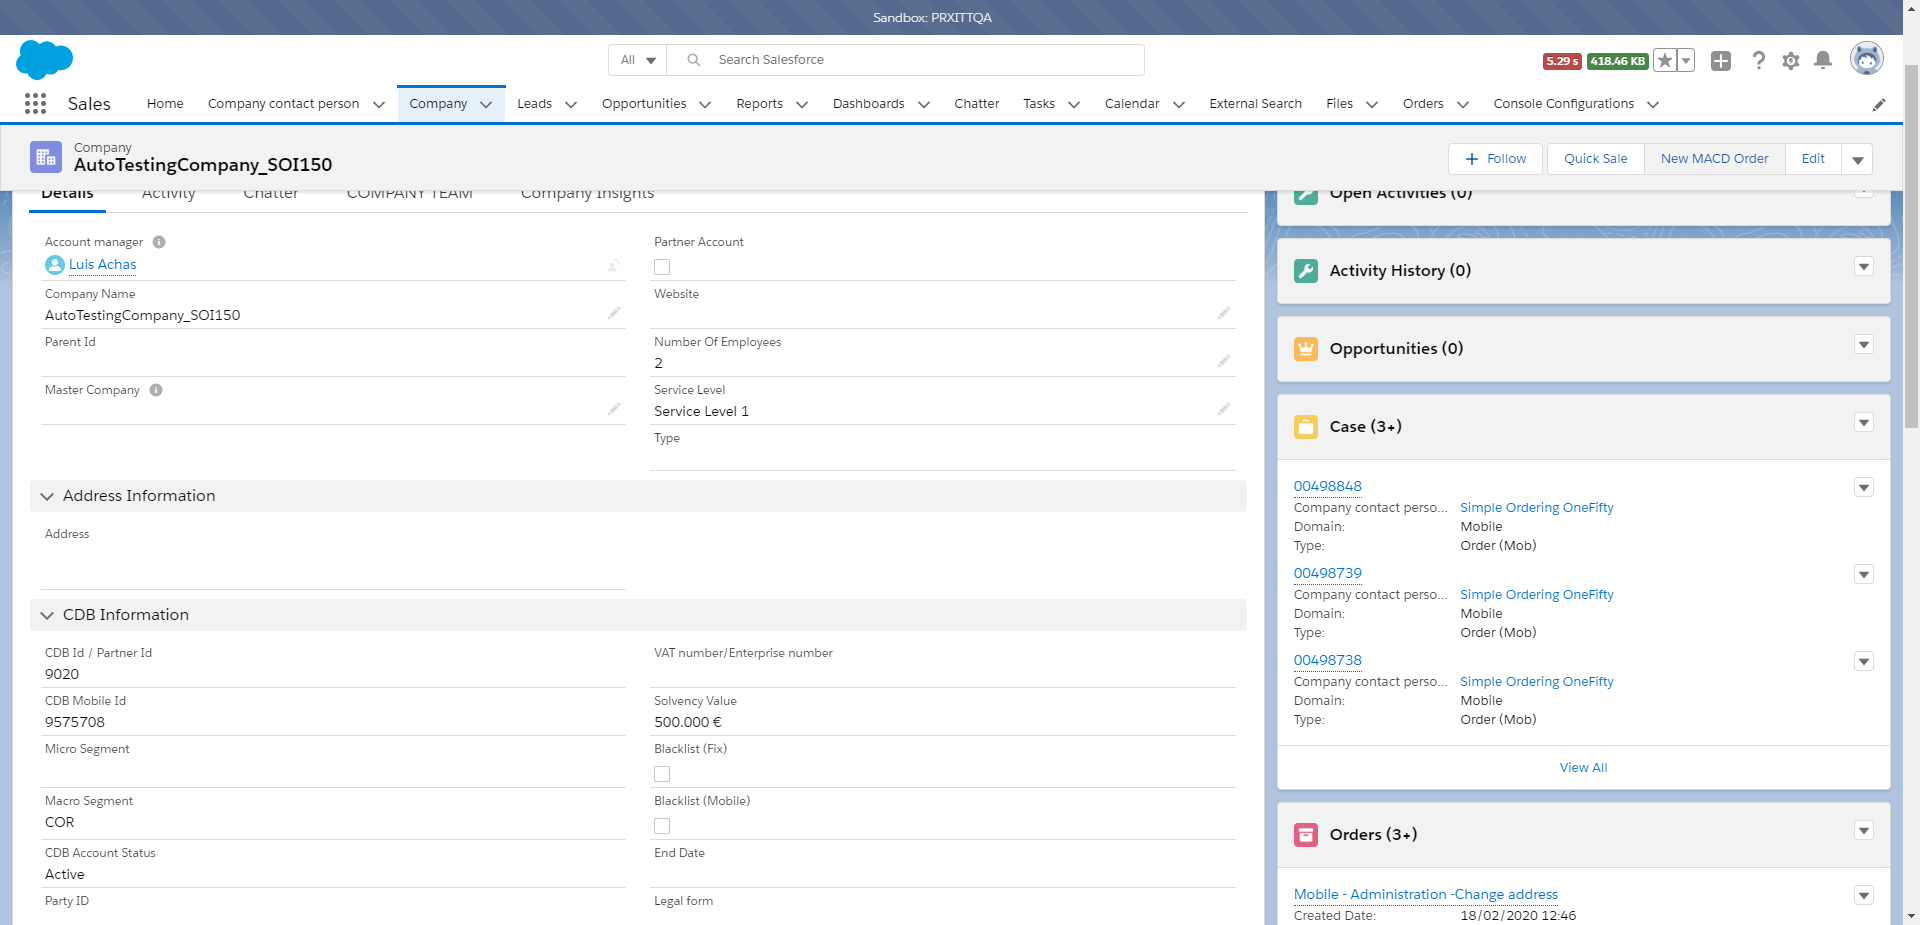 Sandbox: PRXITTQA
All
Search Salesforce
5.29 s
418.46 KB
Sales
Home
Company contact person
Company
Leads
Opportunities
Reports
Dashboards
Chatter
Tasks
Calendar
External Search
Files
Orders
Console Configurations
Company
AutoTestingCompany_SOI150
Follow
Quick Sale
New MACD Order
Edit
Details
Activity
Chatter
COMPANY TEAM
Company Insights
Account manager
Luis Achas
Partner Account
Company Name
AutoTestingCompany_SOI150
Website
Parent Id
Number Of Employees
2
Master Company
Service Level
Service Level 1
Type
Address Information
Address
CDB Information
CDB Id / Partner Id
9020
VAT number/Enterprise number
CDB Mobile Id
9575708
Solvency Value
500.000 €
Micro Segment
Blacklist (Fix)
Macro Segment
COR
Blacklist (Mobile)
CDB Account Status
Active
End Date
Party ID
Legal form
Open Activities (0)
Activity History (0)
Opportunities (0)
Case (3+)
00498848
Company contact perso... Simple Ordering OneFifty
Domain: Mobile
Type: Order (Mob)
00498739
Company contact perso... Simple Ordering OneFifty
Domain: Mobile
Type: Order (Mob)
00498738
Company contact perso... Simple Ordering OneFifty
Domain: Mobile
Type: Order (Mob)
View All
Orders (3+)
Mobile - Administration -Change address
Created Date: 18/02/2020 12:46